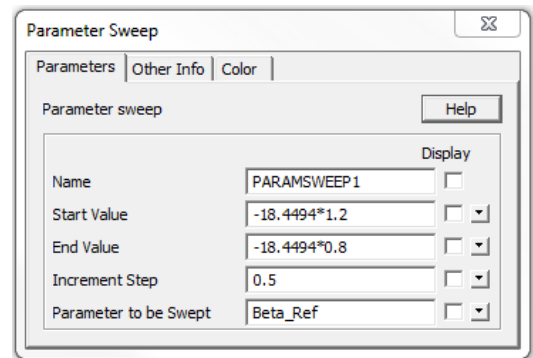 Parameter Sweep
Parameters Other Info Color
Parameter sweep Help
Display
Name PARAMSWEEP1
Start Value -18.4494*1.2
End Value -18.4494*0.8
Increment Step 0.5
Parameter to be Swept Beta_Ref